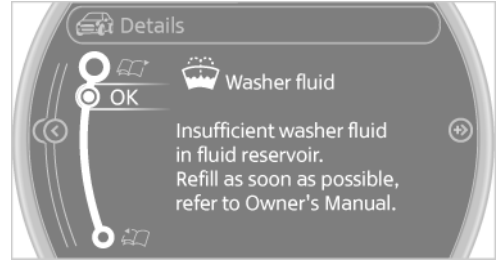 Details
Washer fluid
OK
Insufficient washer fluid
in fluid reservoir.
Refill as soon as possible,
refer to Owner's Manual.